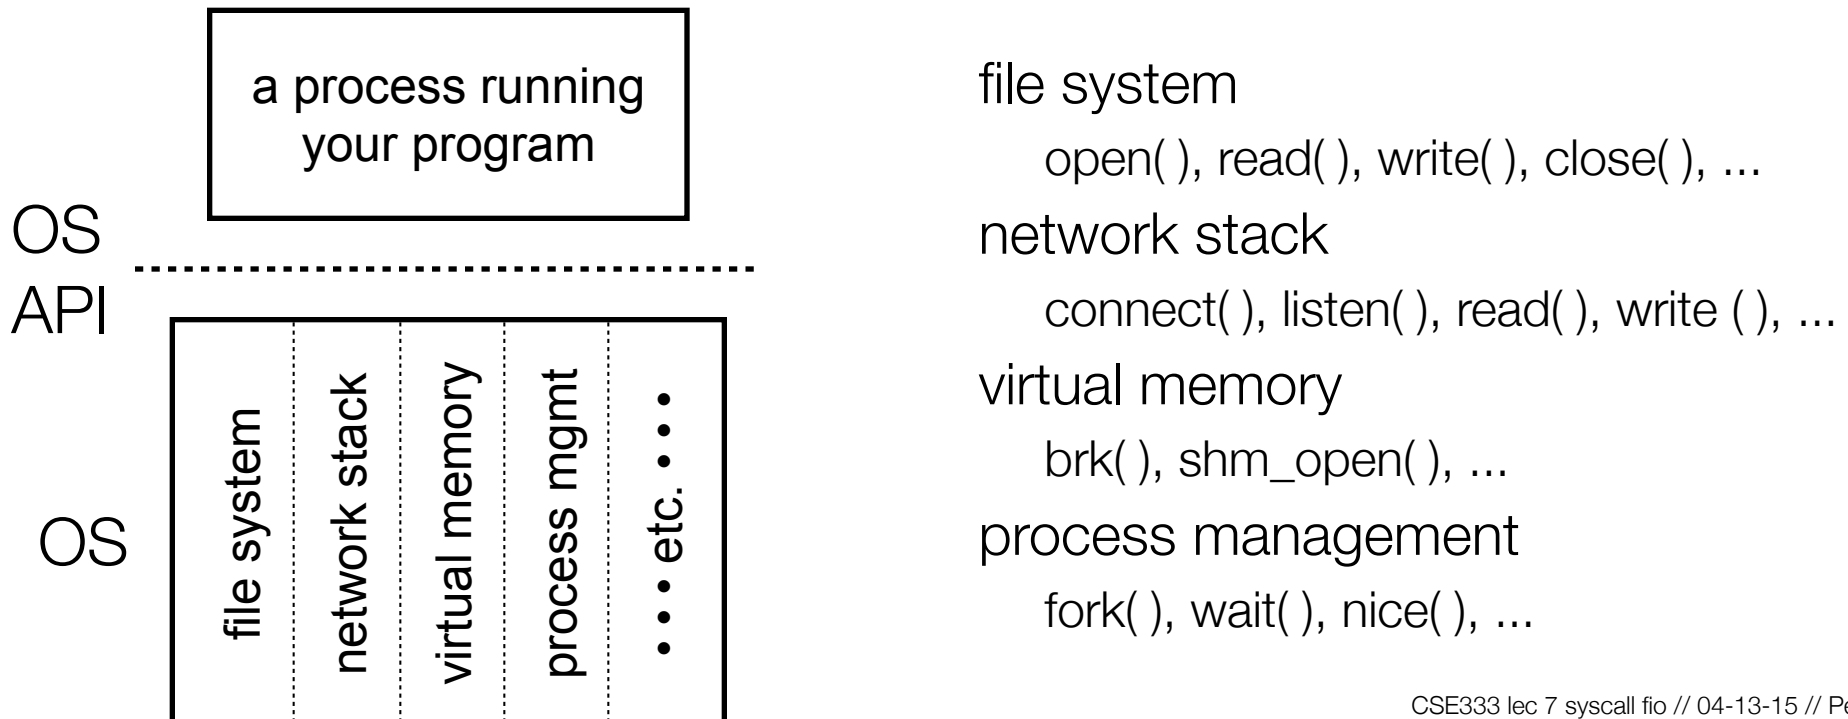 a process running
your program
OS
API
OS
file system
network stack
virtual memory
process mgmt
• • • etc. • • •
file system
open( ), read( ), write( ), close( ), ...
network stack
connect( ), listen( ), read( ), write ( ), ...
virtual memory
brk( ), shm_open( ), ...
process management
fork( ), wait( ), nice( ), ...
CSE333 lec 7 syscall fio // 04-13-15 //